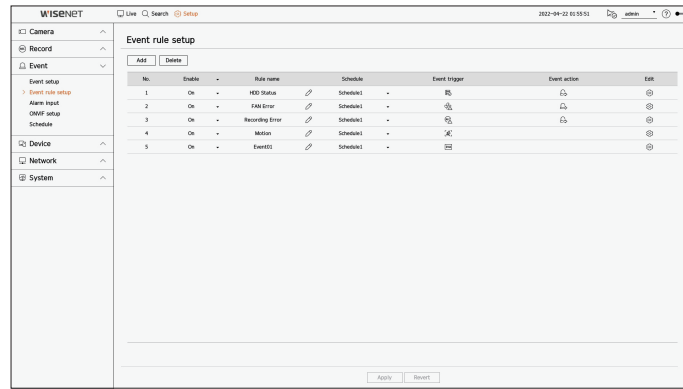 WISENET
Live Search Setup 2022-04-22 01:55:51 admin ?
Camera
Record
Event
Event setup
> Event rule setup
Alarm input
ONVIF setup
Schedule
Device
Network
System
Event rule setup
Add Delete
No. Enable Rule name Schedule Event trigger Event action Edit
1 On HDD Status Schedule1
2 On FAN Error Schedule1
3 On Recording Error Schedule1
4 On Motion Schedule1
5 On Event01 Schedule1
Apply Revert